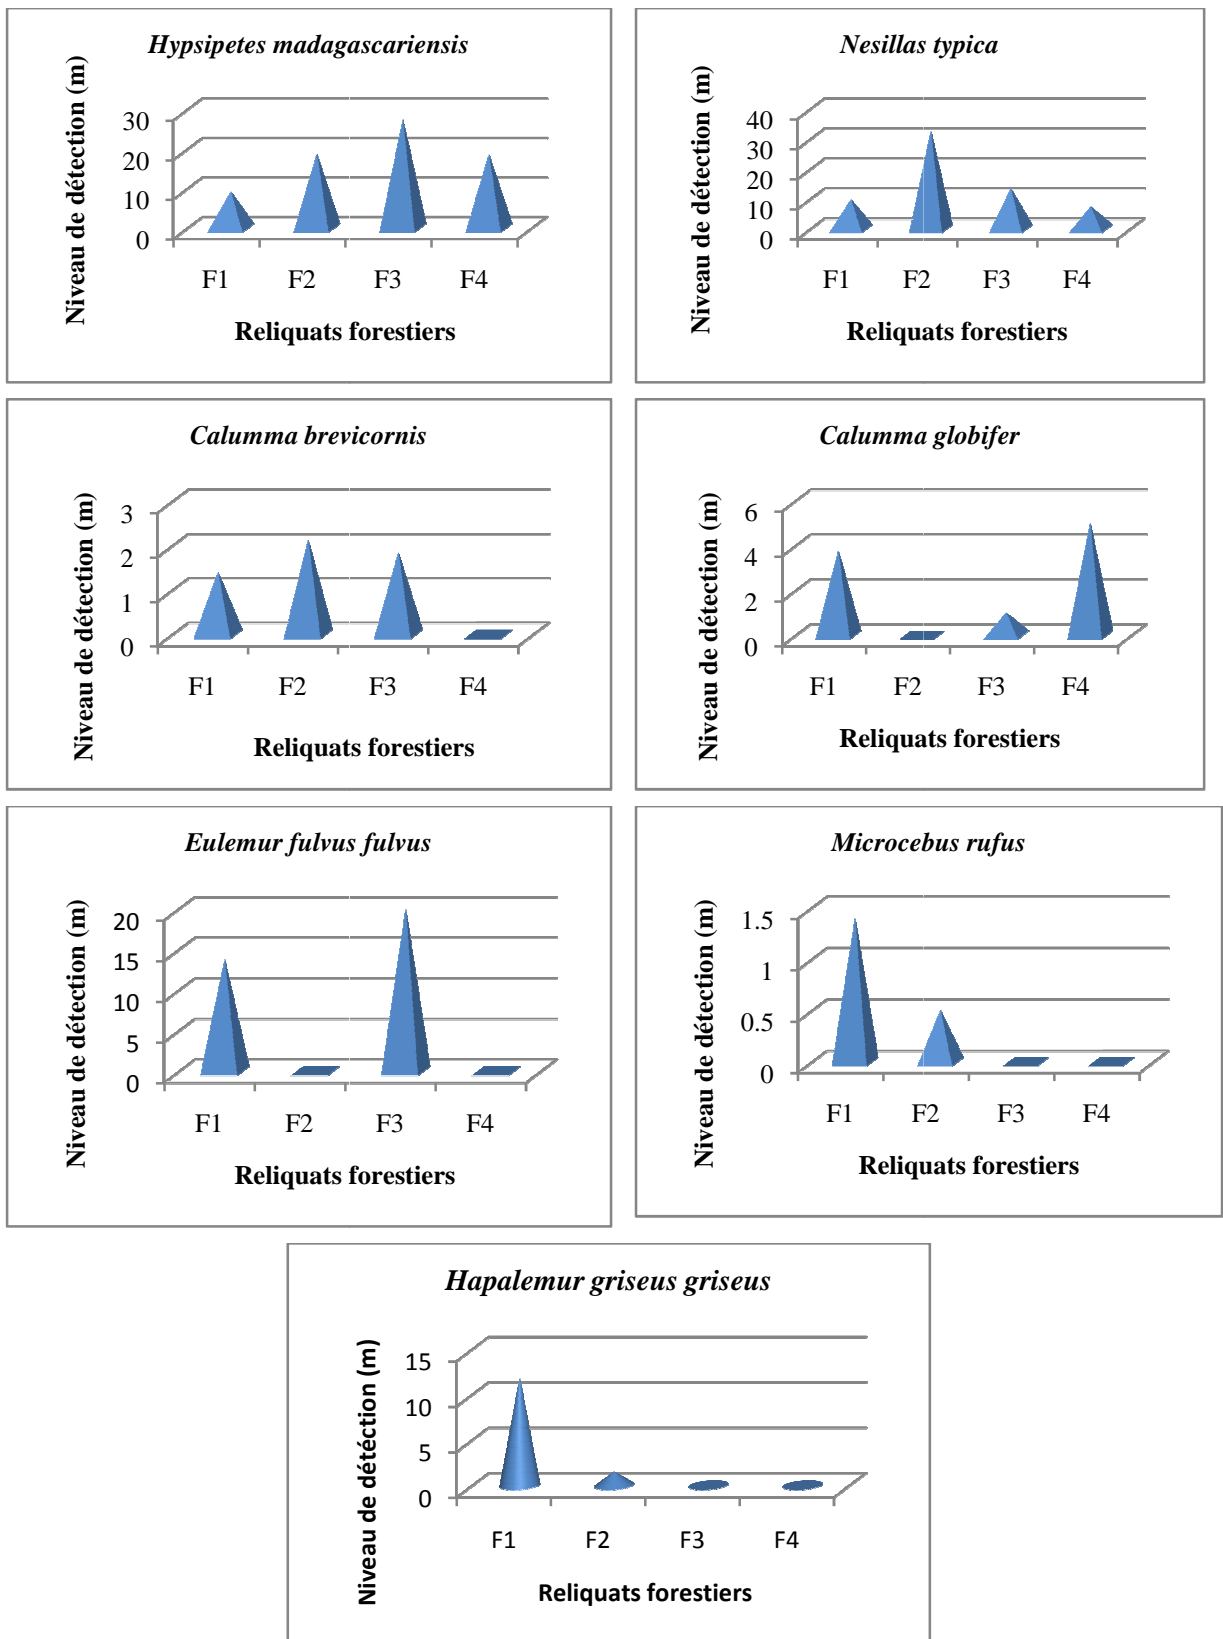 Hypsipetes madagascariensis
Niveau de détection (m)
30
20
10
0
F1 F2 F3 F4
Reliquats forestiers
Nesillas typica
Niveau de détection (m)
40
30
20
10
0
F1 F2 F3 F4
Reliquats forestiers
Calumma brevicornis
Niveau de détection (m)
3
2
1
0
F1 F2 F3 F4
Reliquats forestiers
Calumma globifer
Niveau de détection (m)
6
4
2
0
F1 F2 F3 F4
Reliquats forestiers
Eulemur fulvus fulvus
Niveau de détection (m)
20
15
10
5
0
F1 F2 F3 F4
Reliquats forestiers
Microcebus rufus
Niveau de détection (m)
1.5
1
0.5
0
F1 F2 F3 F4
Reliquats forestiers
Hapalemur griseus griseus
Niveau de détéction (m)
15
10
5
0
F1 F2 F3 F4
Reliquats forestiers